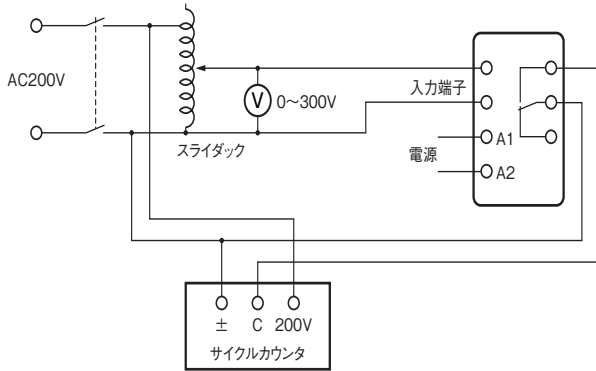 AC200V
V
0～300V
スライダック
入力端子
A1
電源
A2
± C 200V
サイクルカウンタ